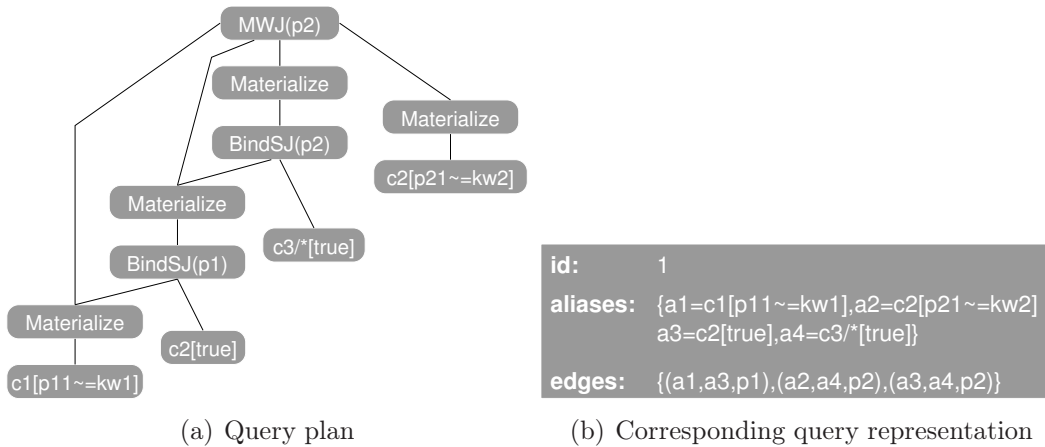 MWJ(p2)
Materialize
Materialize
BindSJ(p2)
c2[p21~=kw2]
Materialize
c3/*[true]
BindSJ(p1)
Materialize
c2[true]
c1[p11~=kw1]
(a) Query plan
id: 1
aliases: {a1=c1[p11~=kw1],a2=c2[p21~=kw2]
a3=c2[true],a4=c3/*[true]}
edges: {(a1,a3,p1),(a2,a4,p2),(a3,a4,p2)}
(b) Corresponding query representation